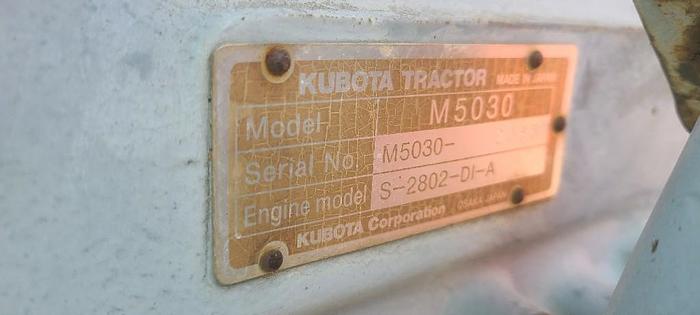 KUBOTA TRACTOR MADE IN JAPAN
Model M5030
Serial No. M5030-
Engine model S-2802-DI-A
KUBOTA Corporation OSAKA JAPAN